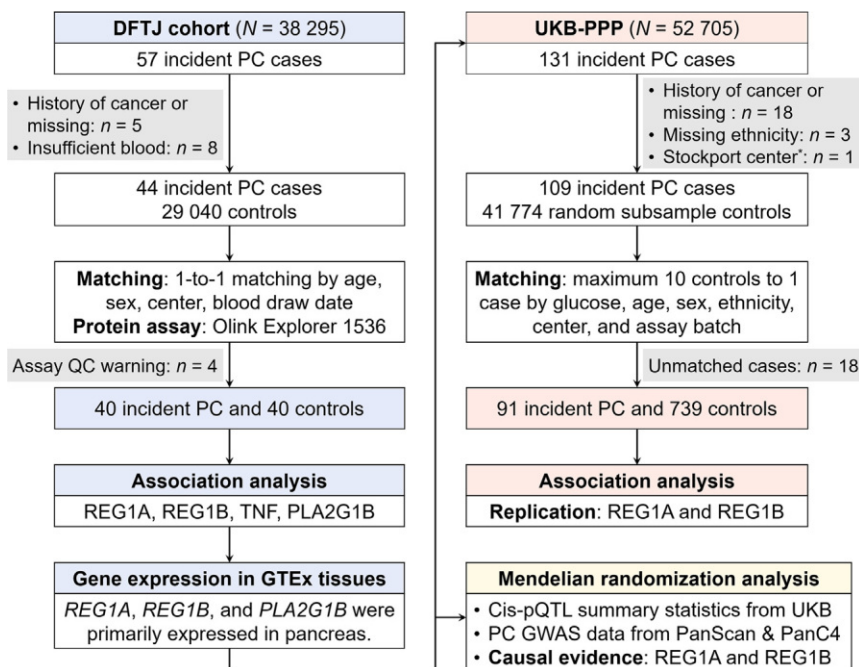 DFTJ cohort (N = 38 295)
57 incident PC cases
• History of cancer or
missing: n = 5
• Insufficient blood: n = 8
44 incident PC cases
29 040 controls
Matching: 1-to-1 matching by age,
sex, center, blood draw date
Protein assay: Olink Explorer 1536
Assay QC warning: n = 4
40 incident PC and 40 controls
Association analysis
REG1A, REG1B, TNF, PLA2G1B
Gene expression in GTEx tissues
REG1A, REG1B, and PLA2G1B were
primarily expressed in pancreas.
UKB-PPP (N = 52 705)
131 incident PC cases
• History of cancer or
missing : n = 18
• Missing ethnicity: n = 3
• Stockport center*: n = 1
109 incident PC cases
41 774 random subsample controls
Matching: maximum 10 controls to 1
case by glucose, age, sex, ethnicity,
center, and assay batch
Unmatched cases: n = 18
91 incident PC and 739 controls
Association analysis
Replication: REG1A and REG1B
Mendelian randomization analysis
• Cis-pQTL summary statistics from UKB
• PC GWAS data from PanScan & PanC4
• Causal evidence: REG1A and REG1B